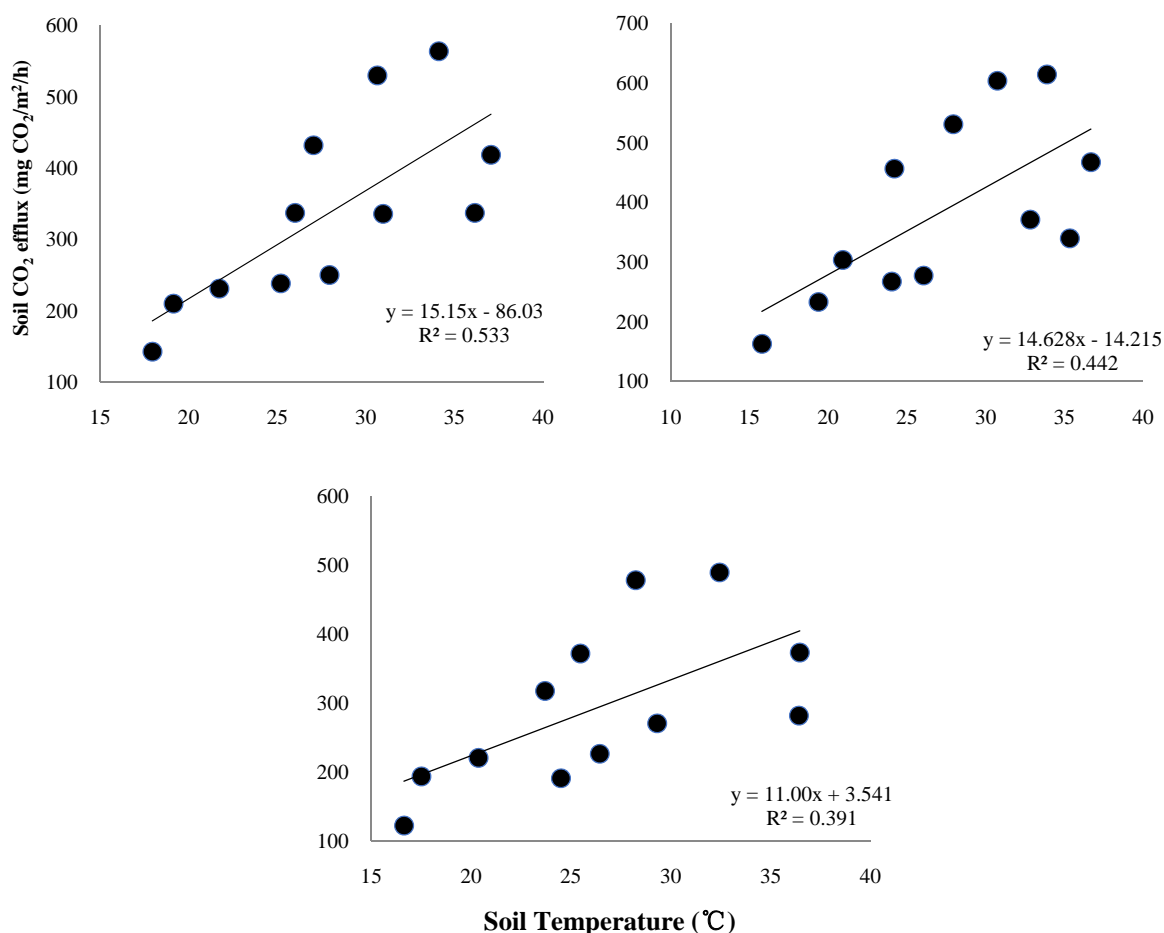 600
500
400
300
200
100
15 20 25 30 35 40
Soil CO₂ efflux (mg CO₂/m²/h)
y = 15.15x - 86.03
R² = 0.533
700
600
500
400
300
200
100
10 15 20 25 30 35 40
y = 14.628x - 14.215
R² = 0.442
600
500
400
300
200
100
15 20 25 30 35 40
y = 11.00x + 3.541
R² = 0.391
Soil Temperature (℃)